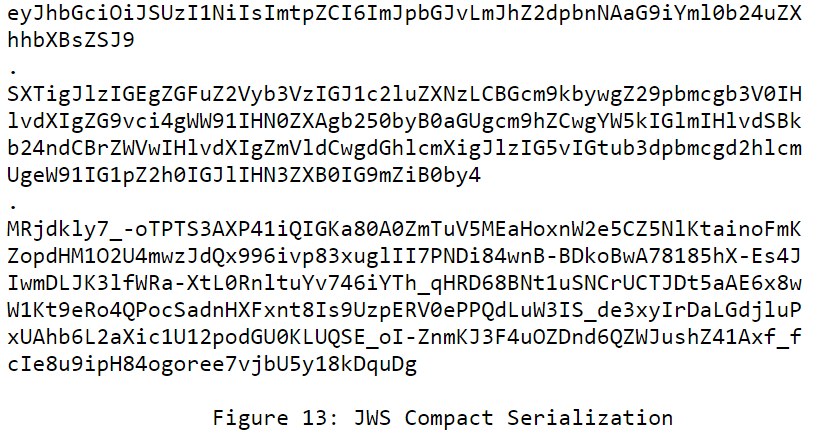 eyJhbGciOiJSUzI1NiIsImtpZCI6ImJpbGJvLmJhZ2dpbnNAaG9iYml0b24uZX
hhbXBsZSJ9
.
SXTigJlzIGEgZGFuZ2Vyb3VzIGJ1c2luZXNzLCBGcm9kbywgZ29pbmcgb3V0IH
lvdXIgZG9vci4gWW91IHN0ZXAgb250byB0aGUgcm9hZCwgYW5kIGlmIHlvdSBk
b24ndCBrZWVwIHlvdXIgZmVldCwgdGhlcmXigJlzIG5vIGtub3dpbmcgd2hlcm
UgeW91IG1pZ2h0IGJlIHN3ZXB0IG9mZiB0by4
.
MRjdkly7_-oTPTS3AXP41iQIGKa80A0ZmTuV5MEaHoxnW2e5CZ5NlKtainoFmK
ZopdHM1O2U4mwzJdQx996ivp83xuglII7PNDi84wnB-BDkoBwA78185hX-Es4J
IwmDLJK3lfWRa-XtL0RnltuYv746iYTh_qHRD68BNt1uSNCrUCTJDt5aAE6x8w
W1Kt9eRo4QPocSadnHXFxnt8Is9UzpERV0ePPQdLuW3IS_de3xyIrDaLGdjluP
xUAhb6L2aXic1U12podGU0KLUQSE_oI-ZnmKJ3F4uOZDnd6QZWJushZ41Axf_f
cIe8u9ipH84ogoree7vjbU5y18kDquDg
Figure 13: JWS Compact Serialization